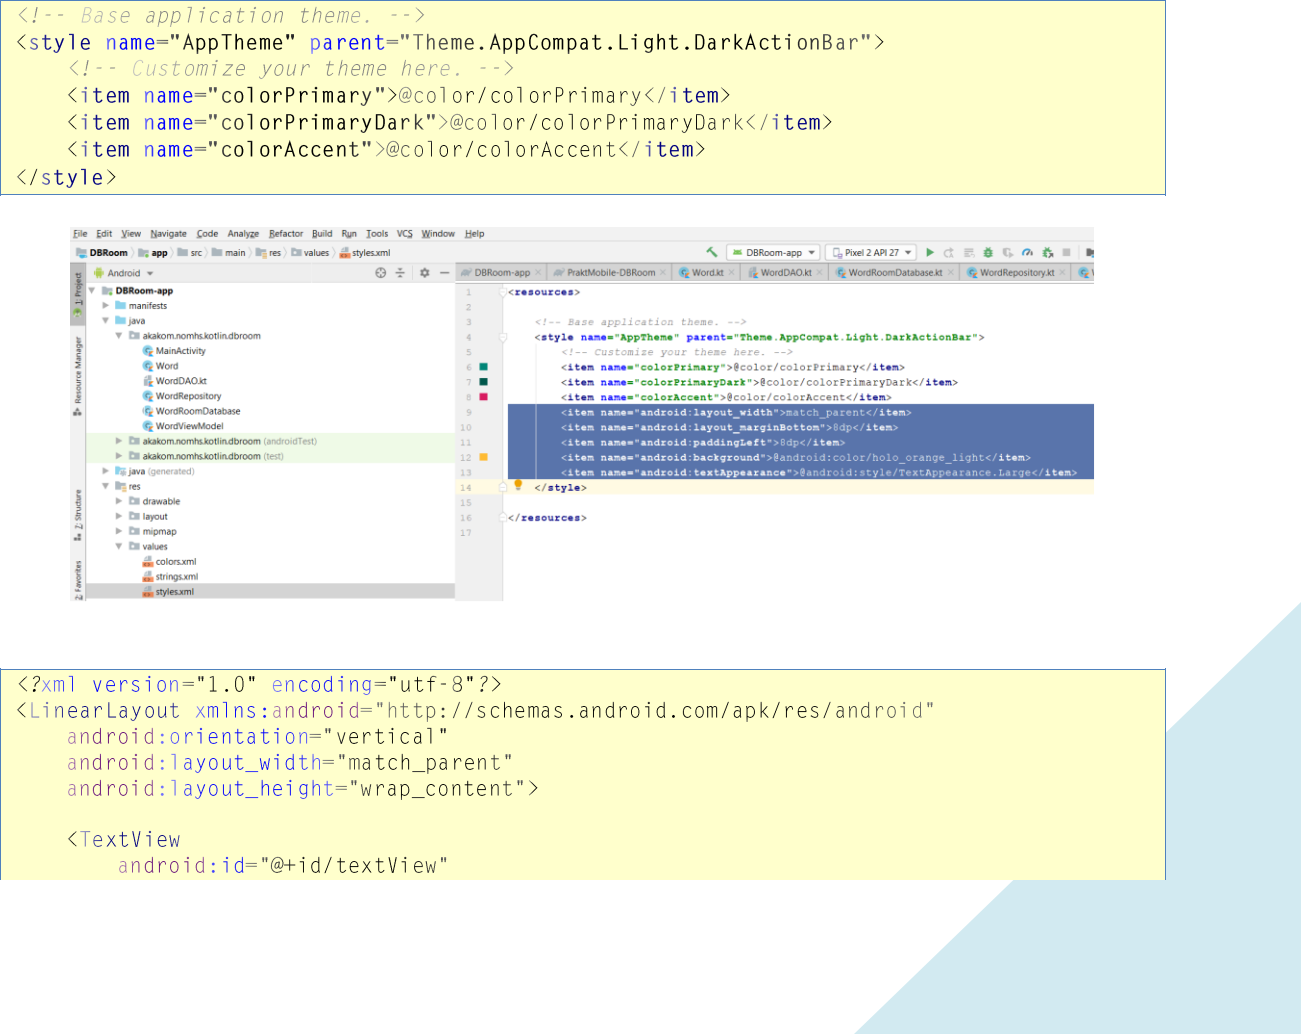 <!-- Base application theme. -->
<style name="AppTheme" parent="Theme.AppCompat.Light.DarkActionBar">
<!-- Customize your theme here. -->
<item name="colorPrimary">@color/colorPrimary</item>
<item name="colorPrimaryDark">@color/colorPrimaryDark</item>
<item name="colorAccent">@color/colorAccent</item>
</style>
File Edit View Navigate Code Analyze Refactor Build Run Tools VCS Window Help
DBRoom app src main res values styles.xml DBRoom-app Pixel 2 API 27
1: Project
Resource Manager
Z: Structure
2: Favorites
Android
DBRoom-app
manifests
java
akakom.nomhs.kotlin.dbroom
MainActivity
Word
WordDAO.kt
WordRepository
WordRoomDatabase
WordViewModel
akakom.nomhs.kotlin.dbroom (androidTest)
akakom.nomhs.kotlin.dbroom (test)
java (generated)
res
drawable
layout
mipmap
values
colors.xml
strings.xml
styles.xml
DBRoom-app PraktMobile-DBRoom Word.kt WordDAO.kt WordRoomDatabase.kt WordRepository.kt
1 <resources>
2
3 <!-- Base application theme. -->
4 <style name="AppTheme" parent="Theme.AppCompat.Light.DarkActionBar">
5 <!-- Customize your theme here. -->
6 <item name="colorPrimary">@color/colorPrimary</item>
7 <item name="colorPrimaryDark">@color/colorPrimaryDark</item>
8 <item name="colorAccent">@color/colorAccent</item>
9 <item name="android:layout_width">match_parent</item>
10 <item name="android:layout_marginBottom">8dp</item>
11 <item name="android:paddingLeft">8dp</item>
12 <item name="android:background">@android:color/holo_orange_light</item>
13 <item name="android:textAppearance">@android:style/TextAppearance.Large</item>
14 </style>
15
16 </resources>
17
<?xml version="1.0" encoding="utf-8"?>
<LinearLayout xmlns:android="http://schemas.android.com/apk/res/android"
android:orientation="vertical"
android:layout_width="match_parent"
android:layout_height="wrap_content">
<TextView
android:id="@+id/textView"